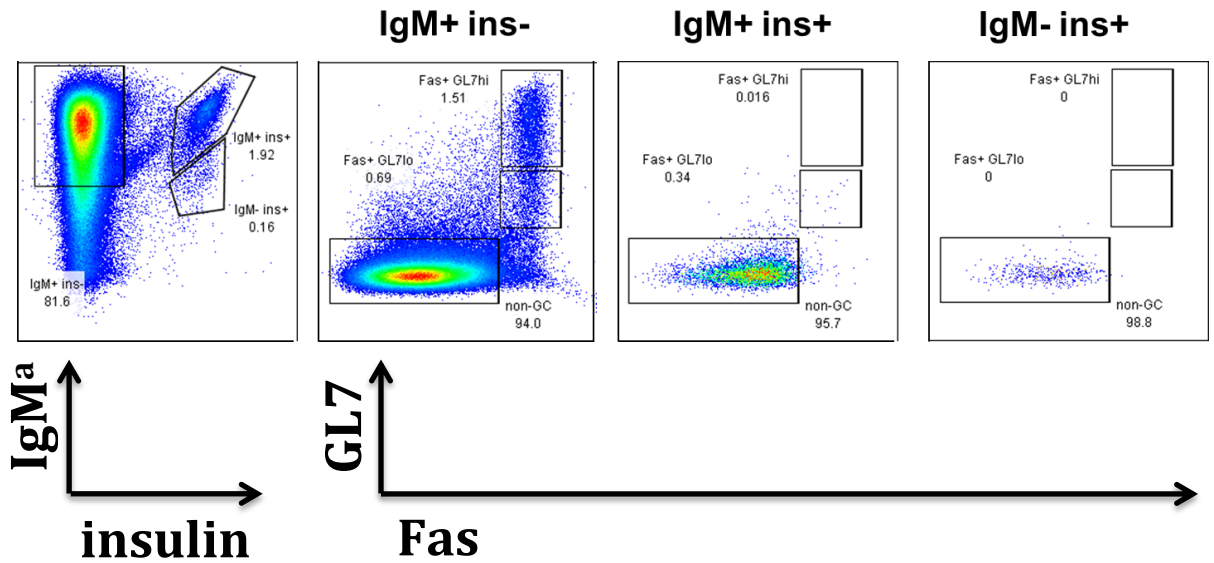 IgM+ ins-
IgM+ ins+
IgM- ins+
IgM+ ins+
1.92
IgM- ins+
0.16
IgM+ ins-
81.6
Fas+ GL7hi
1.51
Fas+ GL7lo
0.69
non-GC
94.0
Fas+ GL7hi
0.016
Fas+ GL7lo
0.34
non-GC
95.7
Fas+ GL7hi
0
Fas+ GL7lo
0
non-GC
98.8
IgMᵃ
insulin
GL7
Fas